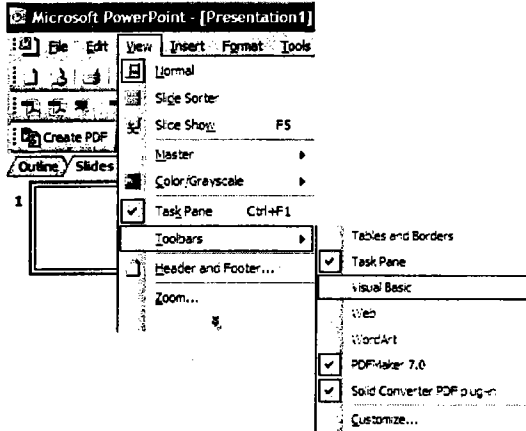 Microsoft PowerPoint - [Presentation1]
File Edit View Insert Format Tools
Create PDF
Outline Slides
1
Normal
Slide Sorter
Slide Show F5
Master
Color/Grayscale
Task Pane Ctrl+F1
Toolbars
Header and Footer...
Zoom...
Tables and Borders
Task Pane
Visual Basic
Web
WordArt
PDFMaker 7.0
Solid Converter PDF plug-in
Customize...